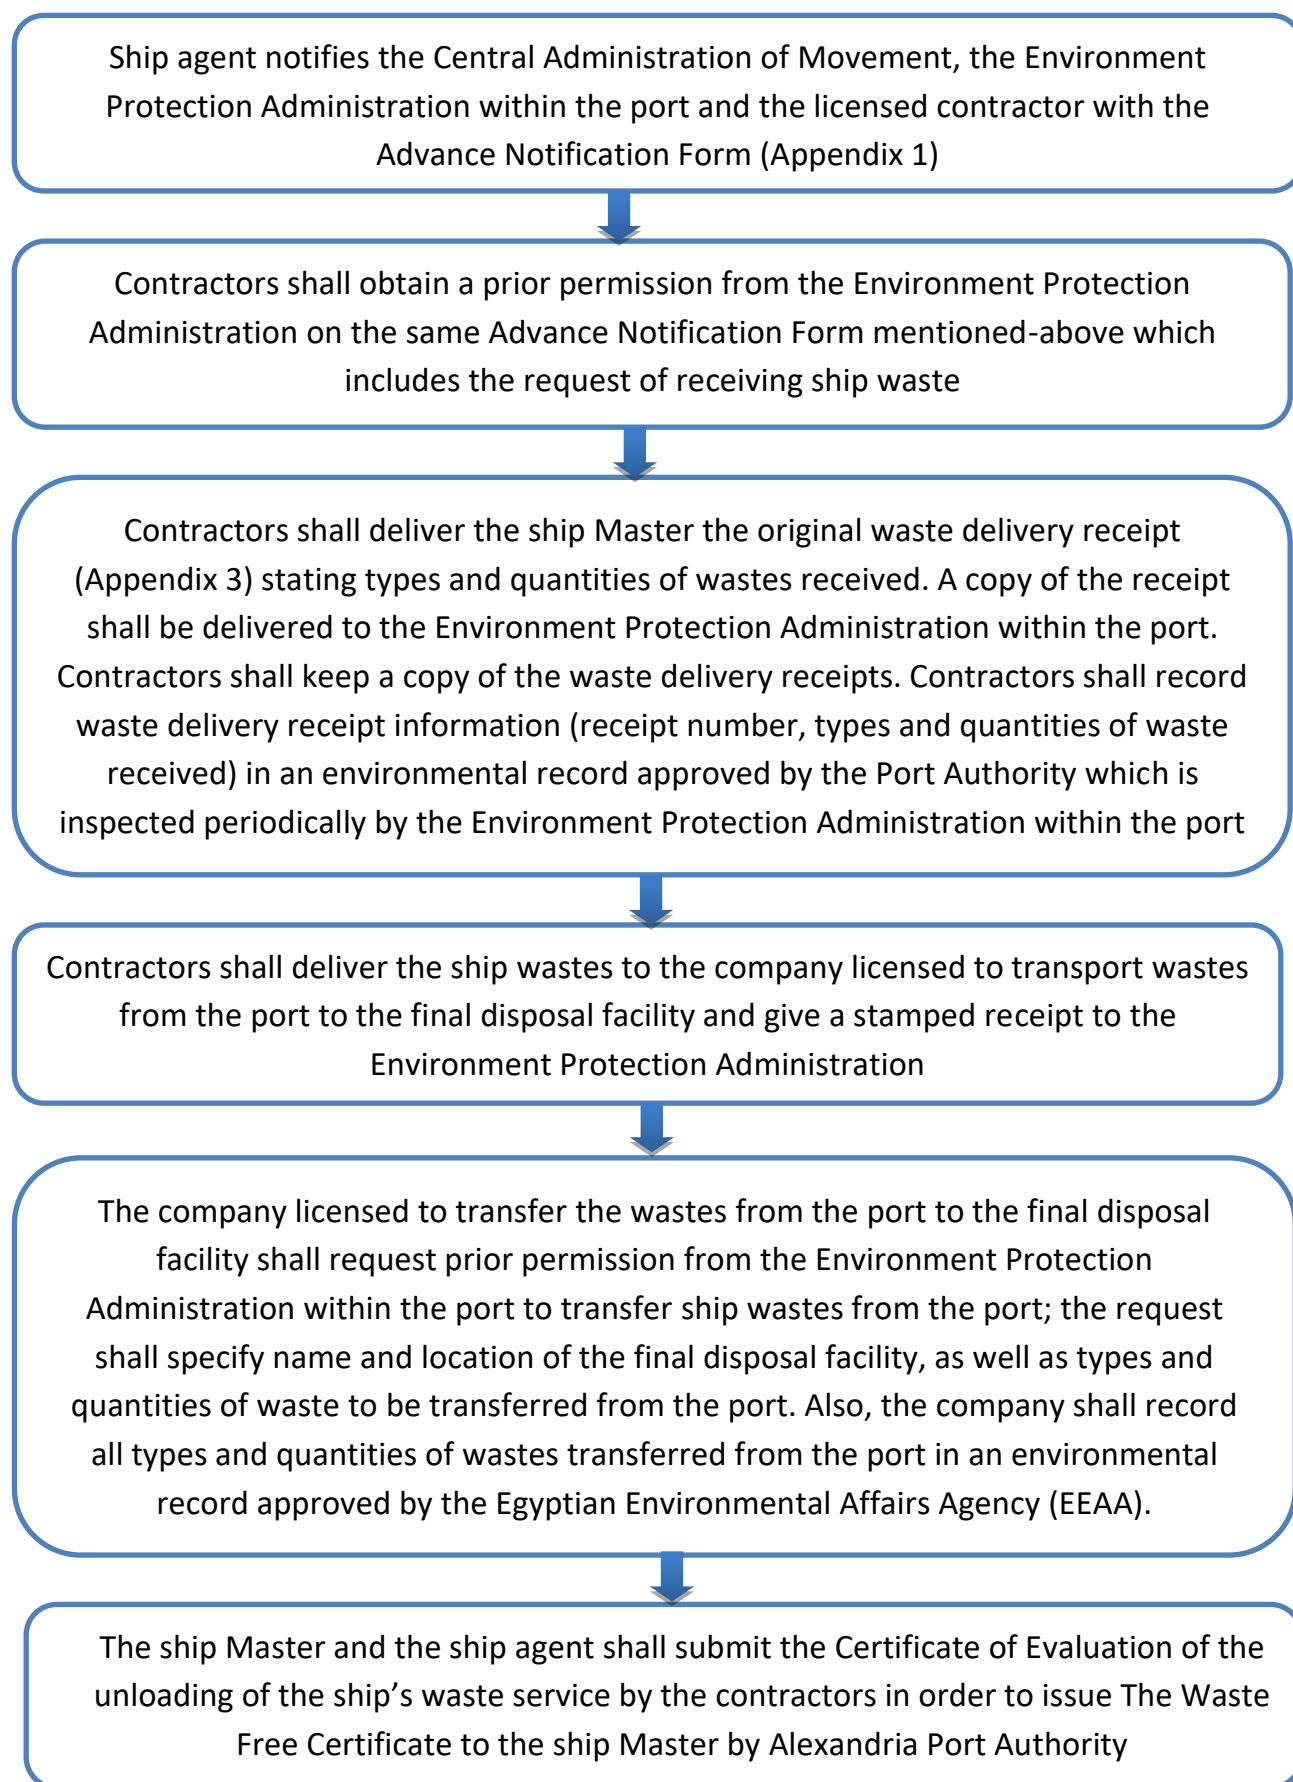 Ship agent notifies the Central Administration of Movement, the Environment
Protection Administration within the port and the licensed contractor with the
Advance Notification Form (Appendix 1)
Contractors shall obtain a prior permission from the Environment Protection
Administration on the same Advance Notification Form mentioned-above which
includes the request of receiving ship waste
Contractors shall deliver the ship Master the original waste delivery receipt
(Appendix 3) stating types and quantities of wastes received. A copy of the receipt
shall be delivered to the Environment Protection Administration within the port.
Contractors shall keep a copy of the waste delivery receipts. Contractors shall record
waste delivery receipt information (receipt number, types and quantities of waste
received) in an environmental record approved by the Port Authority which is
inspected periodically by the Environment Protection Administration within the port
Contractors shall deliver the ship wastes to the company licensed to transport wastes
from the port to the final disposal facility and give a stamped receipt to the
Environment Protection Administration
The company licensed to transfer the wastes from the port to the final disposal
facility shall request prior permission from the Environment Protection
Administration within the port to transfer ship wastes from the port; the request
shall specify name and location of the final disposal facility, as well as types and
quantities of waste to be transferred from the port. Also, the company shall record
all types and quantities of wastes transferred from the port in an environmental
record approved by the Egyptian Environmental Affairs Agency (EEAA).
The ship Master and the ship agent shall submit the Certificate of Evaluation of the
unloading of the ship’s waste service by the contractors in order to issue The Waste
Free Certificate to the ship Master by Alexandria Port Authority